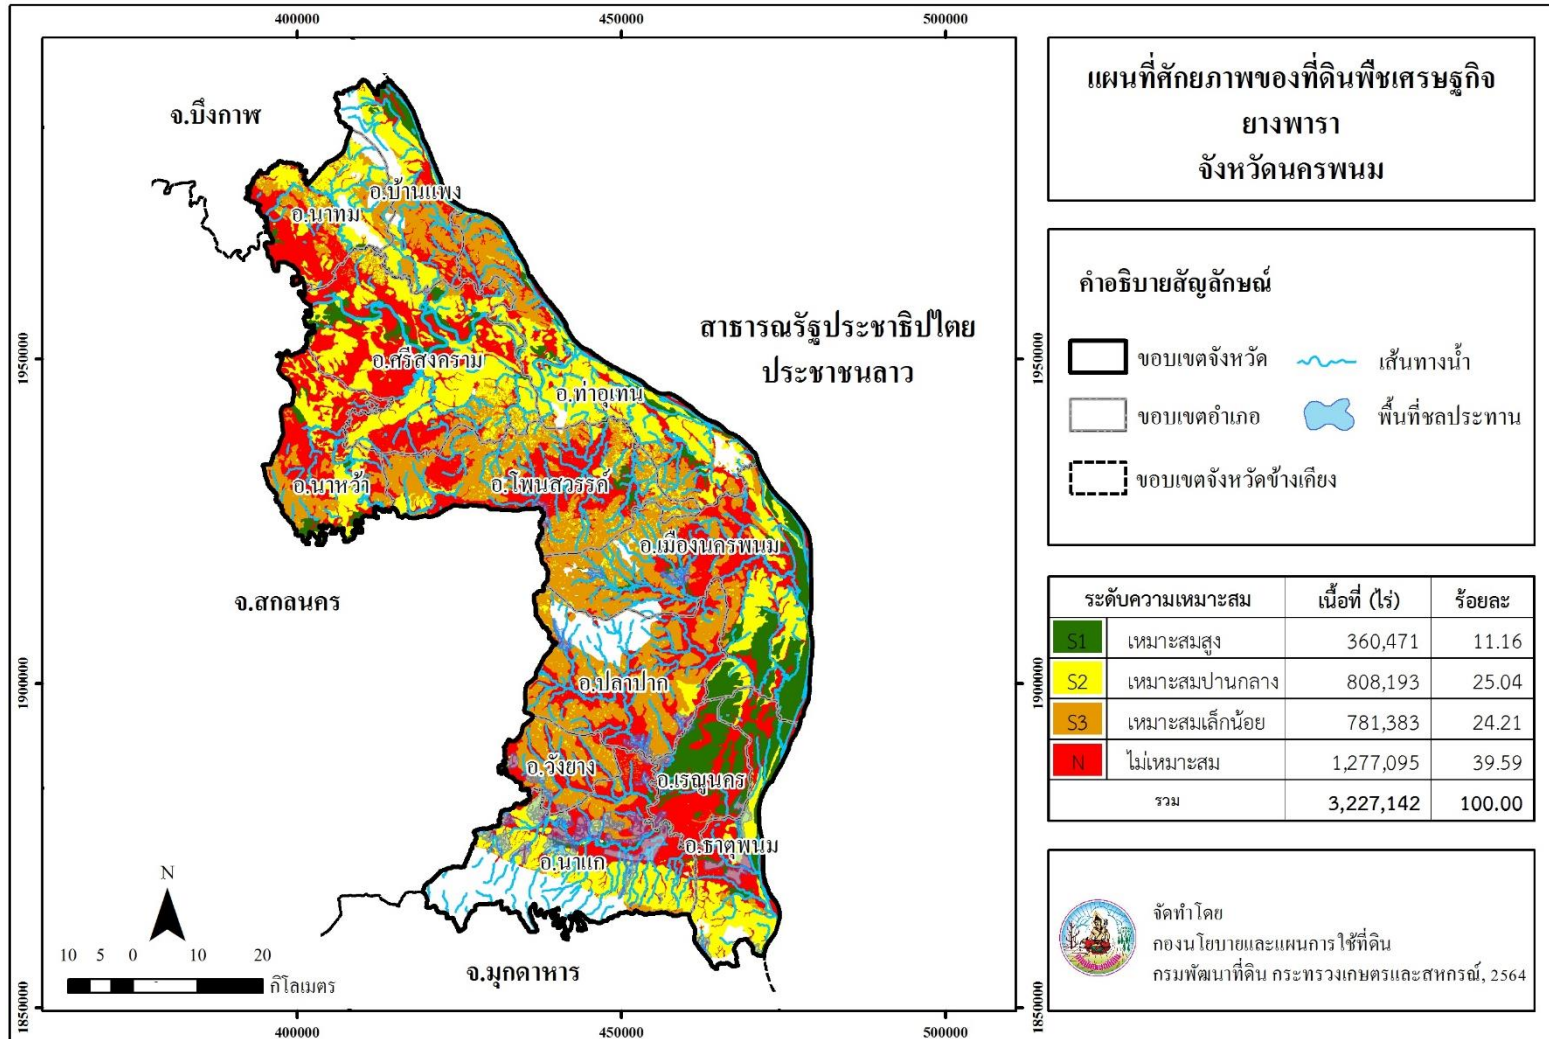 400000
450000
500000
แผนที่ศักยภาพของที่ดินพืชเศรษฐกิจ
ยางพารา
จังหวัดนครพนม
จ.บึงกาฬ
อ.บ้านแพง
อ.นาทม
สาธารณรัฐประชาธิปไตย
ประชาชนลาว
อ.ศรีสงคราม
อ.ท่าอุเทน
อ.นาหว้า
อ.โพนสวรรค์
อ.เมืองนครพนม
จ.สกลนคร
อ.ปลาปาก
อ.วังยาง
อ.เรณูนคร
อ.ธาตุพนม
อ.นาแก
จ.มุกดาหาร
N
10 5 0 10 20
กิโลเมตร
1950000
1900000
1850000
1950000
1900000
1850000
400000
450000
500000
คำอธิบายสัญลักษณ์
ขอบเขตจังหวัด เส้นทางน้ำ
ขอบเขตอำเภอ พื้นที่ชลประทาน
ขอบเขตจังหวัดข้างเคียง
ระดับความเหมาะสม เนื้อที่ (ไร่) ร้อยละ
S1 เหมาะสมสูง 360,471 11.16
S2 เหมาะสมปานกลาง 808,193 25.04
S3 เหมาะสมเล็กน้อย 781,383 24.21
N ไม่เหมาะสม 1,277,095 39.59
รวม 3,227,142 100.00
จัดทำโดย
กองนโยบายและแผนการใช้ที่ดิน
กรมพัฒนาที่ดิน กระทรวงเกษตรและสหกรณ์, 2564